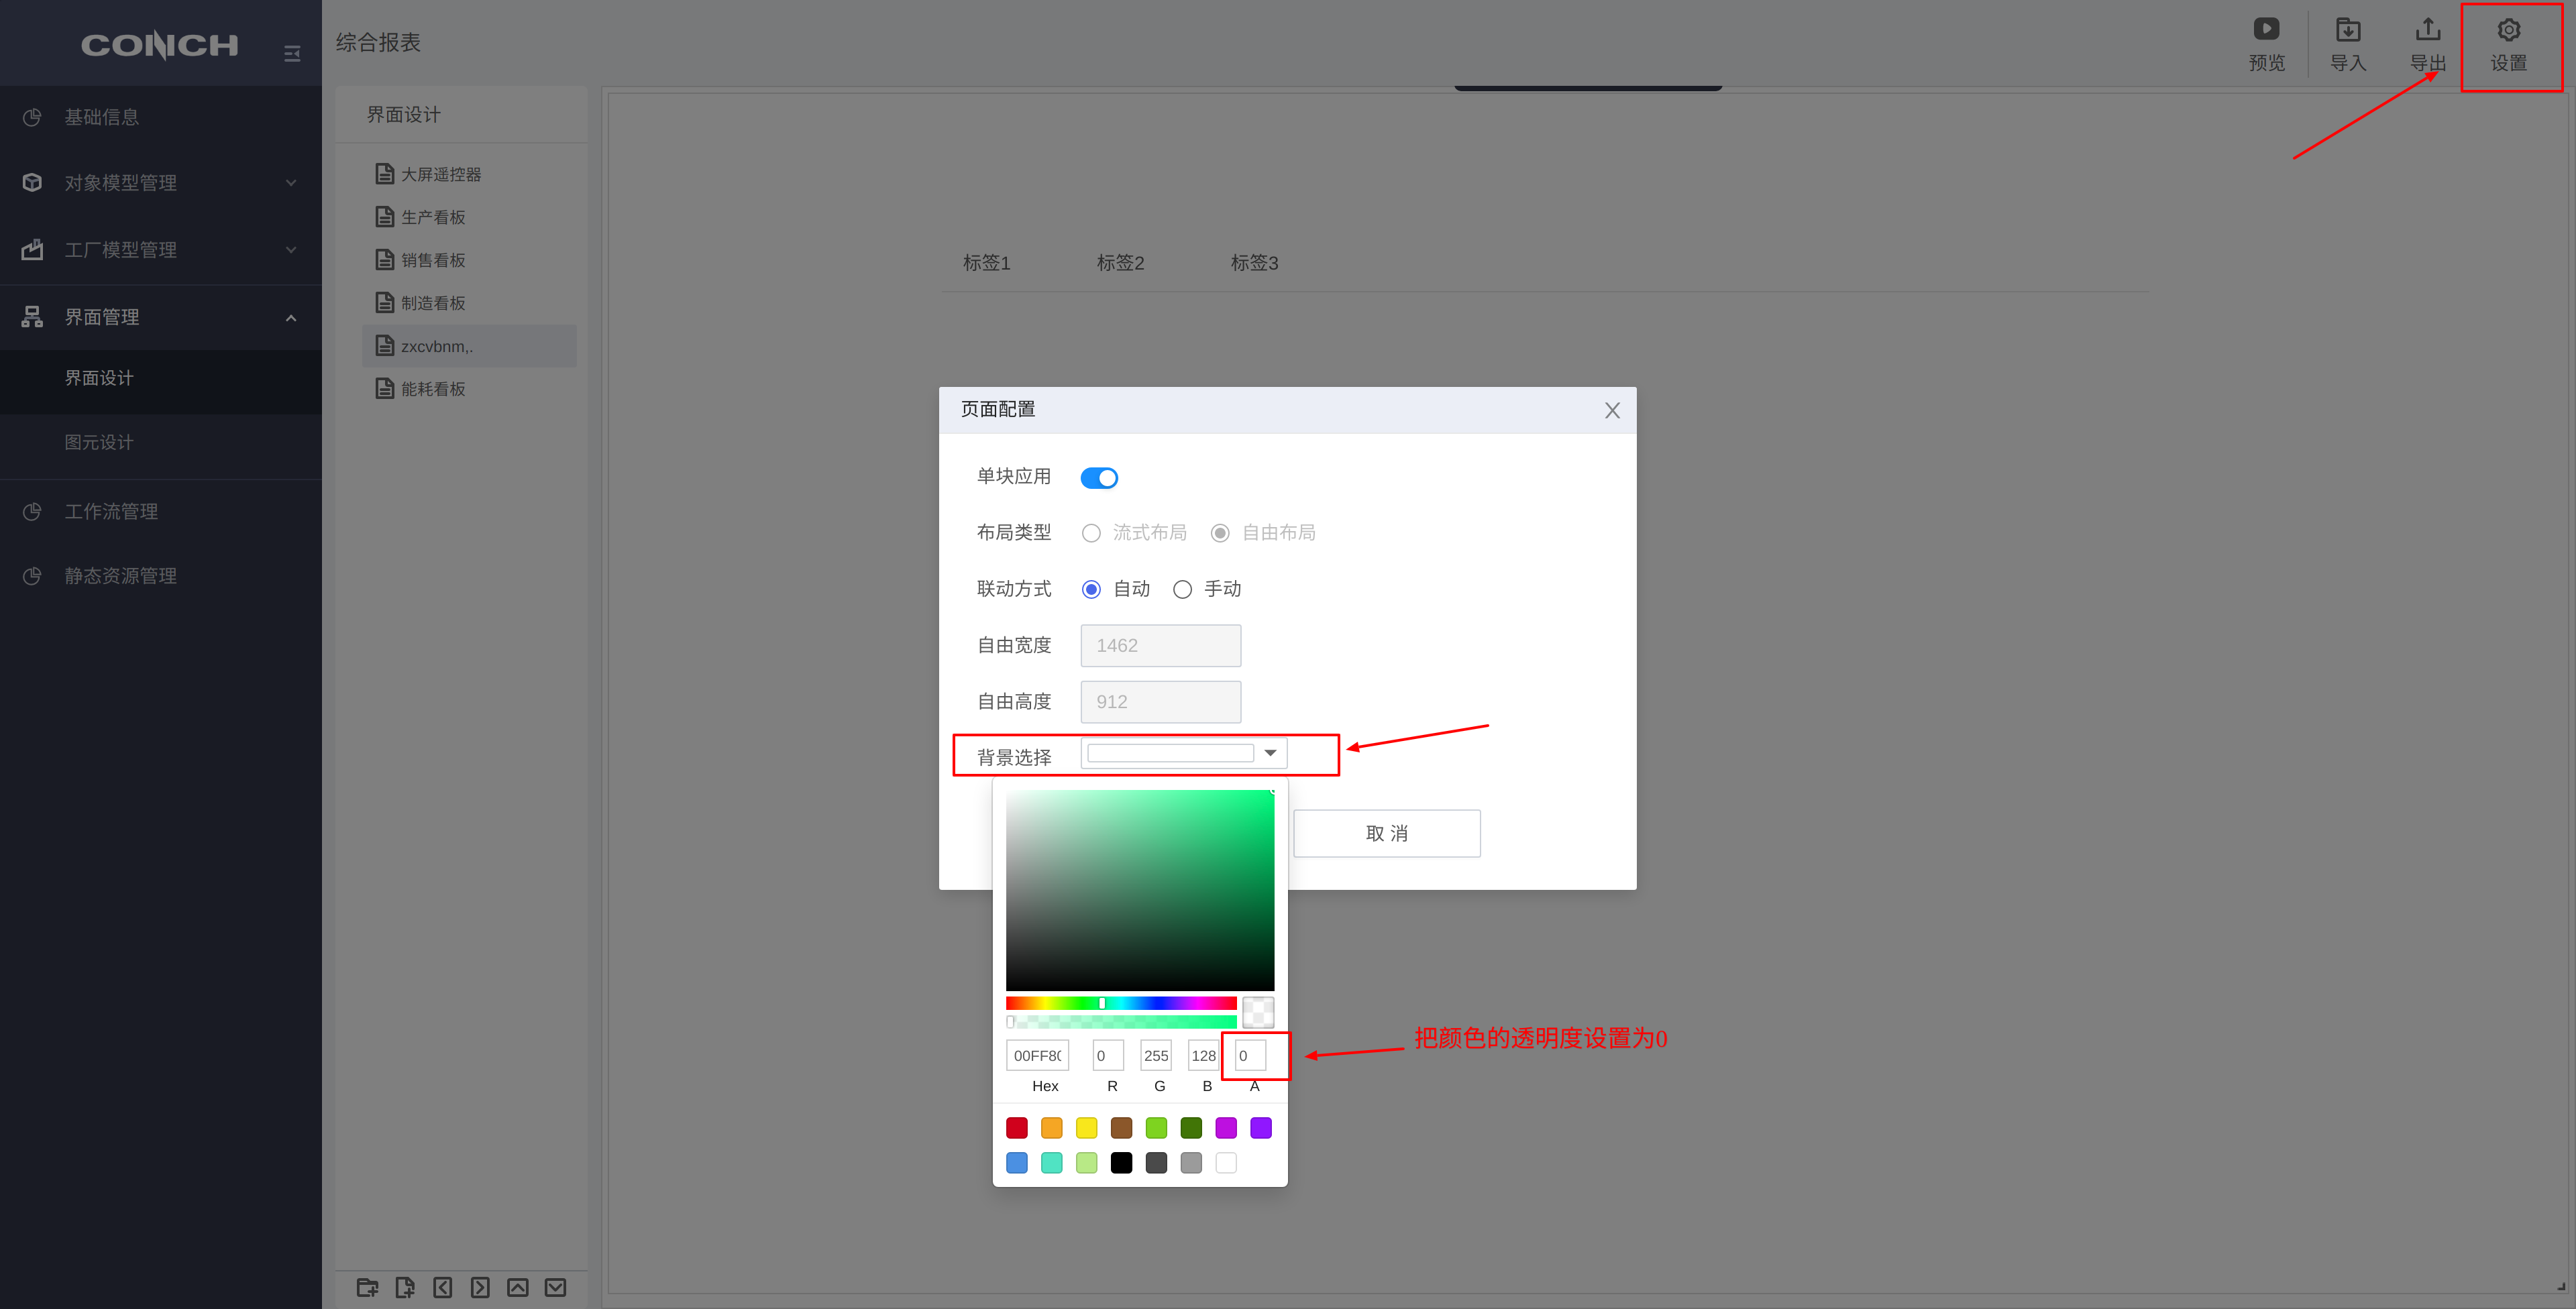 CONCH
综合报表
预览
导入
导出
设置
基础信息
对象模型管理
工厂模型管理
界面管理
界面设计
图元设计
工作流管理
静态资源管理
界面设计
大屏遥控器
生产看板
销售看板
制造看板
zxcvbnm,.
能耗看板
标签1 标签2 标签3
页面配置
单块应用
布局类型 流式布局 自由布局
联动方式 自动 手动
自由宽度 1462
自由高度 912
背景选择
取 消
00FF80 0 255 128 0
Hex R G B A
把颜色的透明度设置为0